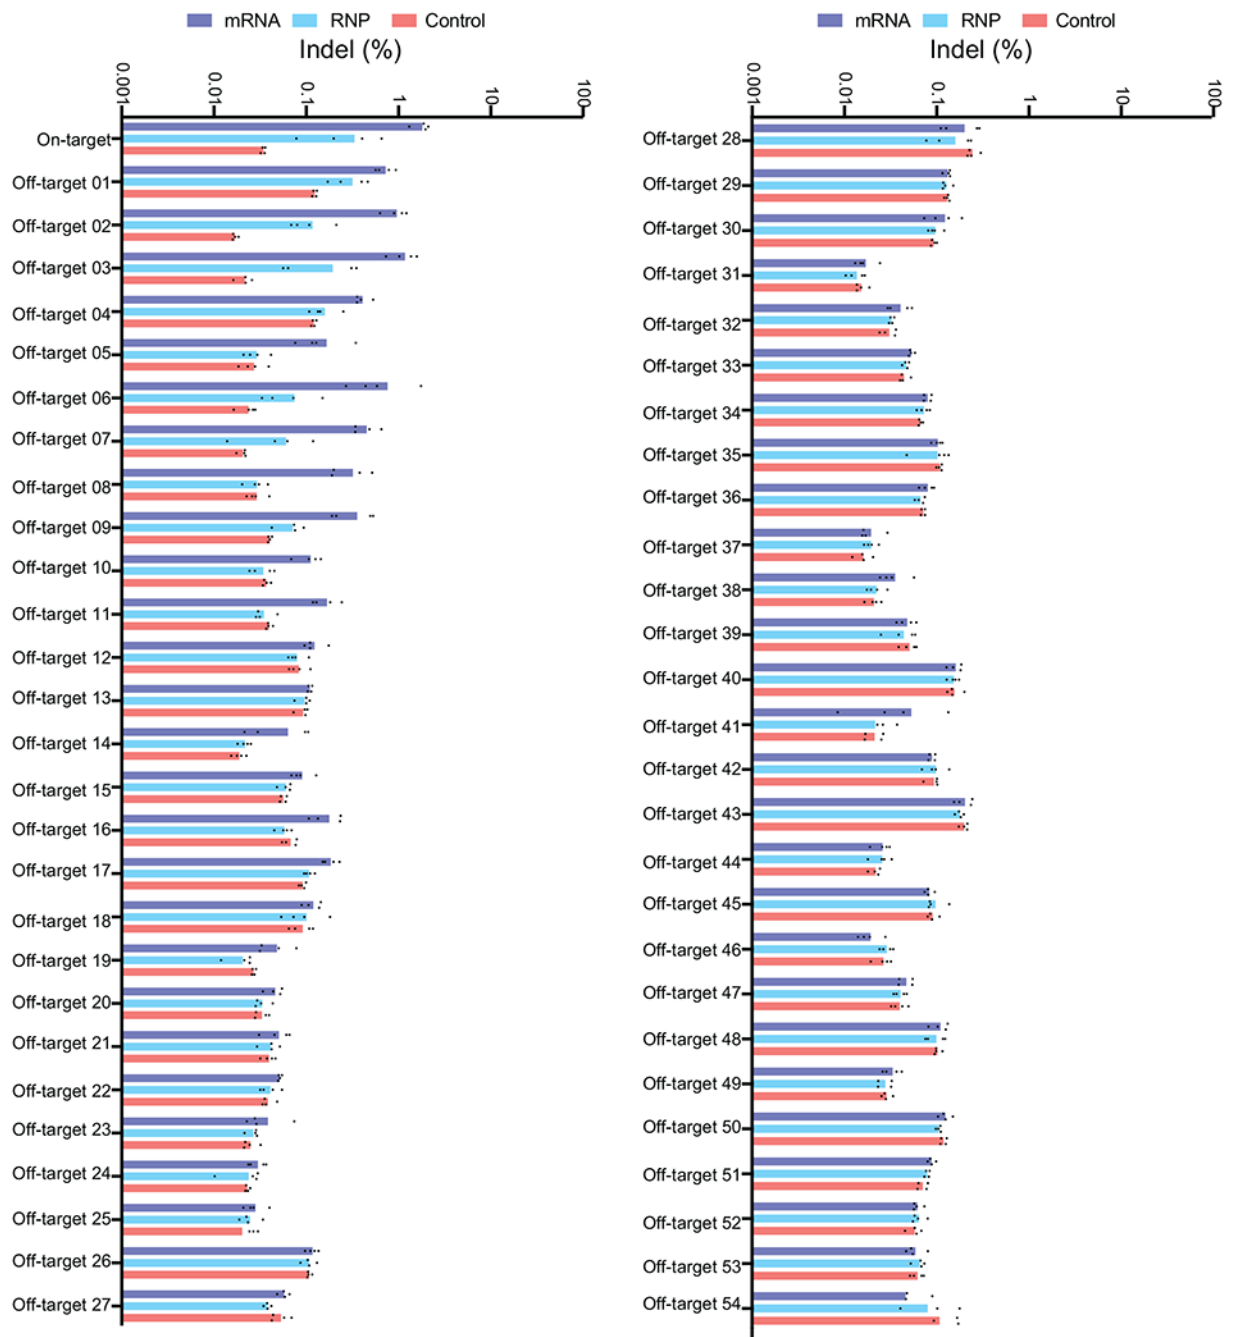 mRNA RNP Control
Indel (%)
0.001 0.01 0.1 1 10 100
On-target
Off-target 01
Off-target 02
Off-target 03
Off-target 04
Off-target 05
Off-target 06
Off-target 07
Off-target 08
Off-target 09
Off-target 10
Off-target 11
Off-target 12
Off-target 13
Off-target 14
Off-target 15
Off-target 16
Off-target 17
Off-target 18
Off-target 19
Off-target 20
Off-target 21
Off-target 22
Off-target 23
Off-target 24
Off-target 25
Off-target 26
Off-target 27
mRNA RNP Control
Indel (%)
0.001 0.01 0.1 1 10 100
Off-target 28
Off-target 29
Off-target 30
Off-target 31
Off-target 32
Off-target 33
Off-target 34
Off-target 35
Off-target 36
Off-target 37
Off-target 38
Off-target 39
Off-target 40
Off-target 41
Off-target 42
Off-target 43
Off-target 44
Off-target 45
Off-target 46
Off-target 47
Off-target 48
Off-target 49
Off-target 50
Off-target 51
Off-target 52
Off-target 53
Off-target 54